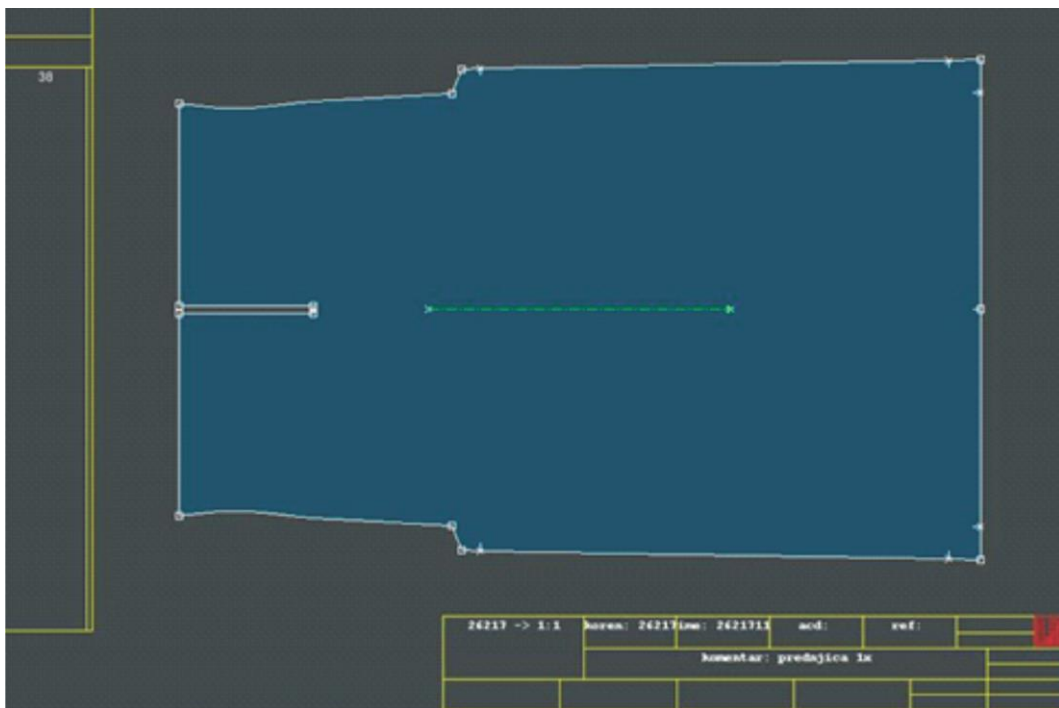 38
26217 -> 1:1 koren: 26217 ime: 2621711 acd: ref:
komentar: prednjica 1x